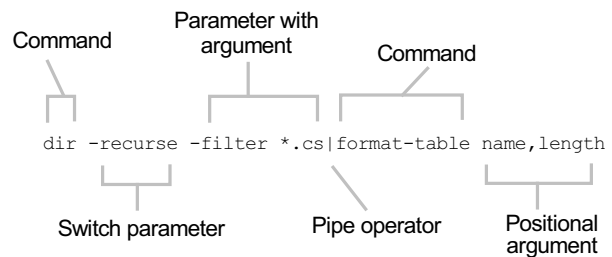 Parameter with
argument
Command
Command
dir -recurse -filter *.cs|format-table name,length
Switch parameter
Pipe operator
Positional
argument